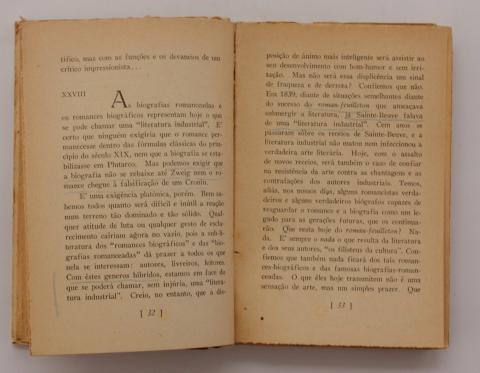 tífico, mas com as funções e os devaneios de um
crítico impressionista...
XXVIII
As biografias romanceadas e
os romances biográficos representam hoje o que
se pode chamar uma "literatura industrial". E'
certo que ninguém exigiria que o romance per-
manecesse dentro das fórmulas clássicas do
princípio do século XIX, nem que a biografia se es-
tabilizasse em Plutarco. Mas podemos exigir que
a biografia não se rebaixe até Zweig nem o ro-
mance chegue à falsificação de um Cronin.
E' uma exigência platônica, porém. Bem sa-
bemos todos quanto será difícil e inútil a reação
num terreno tão dominado e tão sólido. Qual-
quer atitude de luta ou qualquer gesto de escla-
recimento cairiam agora no vazio, pois a sub-li-
teratura dos "romances biográficos" e das "bio-
grafias romanceadas" dá prazer a todos os que
nela se interessam: autores, livreiros, leitores.
Com êstes generos híbridos, estamos em face do
que se poderá chamar, sem injúria, uma "litera-
tura industrial". Creio, no entanto, que a dis-
[ 32 ]
posição de ânimo mais inteligente será assistir ao
seu desenvolvimento com bom-humor e sem irri-
tação. Mas não será essa displicência um sinal
de fraqueza e de derrota? Confiemos que não.
Em 1839, diante de situações semelhantes diante
do sucesso do roman-feuilleton que ameaçava
submergir a literatura, já Sainte-Beuve falava
de uma "literatura industrial". Cem anos se
passaram sôbre os receios de Sainte-Beuve, e a
literatura industrial não matou nem infeccionou a
verdadeira arte literária. Hoje, com o assalto
de novos receios, será também o caso de confiar
na resistência da arte contra as chantagens e as
contrafações dos autores industriais. Temos,
aliás, nos nossos dias, alguns romancistas verda-
deiros e alguns verdadeiros biógrafos capazes de
resguardar o romance e a biografia como um le-
gado para as gerações futuras, que os continua-
rão. Que resta hoje do roman-feuilleton? Na-
da. E' sempre o nada o que resulta da literatura
e dos seus autores, "os filisteus da cultura". Con-
fiemos que também nada ficará dos tais roman-
ces-biográficos e das famosas biografias-roman-
ceadas. O que êles hoje transmitem não é uma
sensação de arte, mas um simples prazer. Que
[ 33 ]